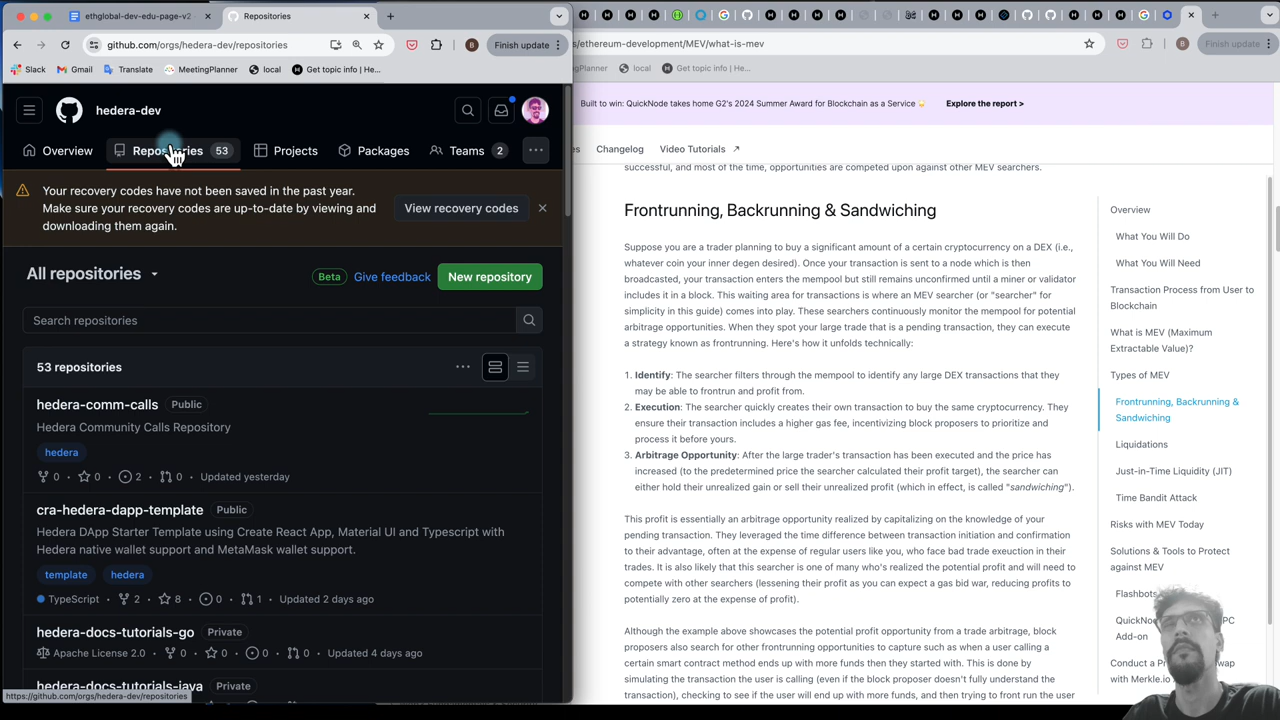 ethglobal-dev-edu-page-v2
Repositories
github.com/orgs/hedera-dev/repositories
B
Finish update
Slack
Gmail
Translate
MeetingPlanner
local
Get topic info | He...
hedera-dev
Overview
Repositories 53
Projects
Packages
Teams 2
Your recovery codes have not been saved in the past year.
Make sure your recovery codes are up-to-date by viewing and
downloading them again.
View recovery codes
All repositories
Beta
Give feedback
New repository
Search repositories
53 repositories
hedera-comm-calls Public
Hedera Community Calls Repository
hedera
0 0 2 0 Updated yesterday
cra-hedera-dapp-template Public
Hedera DApp Starter Template using Create React App, Material UI and Typescript with
Hedera native wallet support and MetaMask wallet support.
template hedera
TypeScript 2 8 0 1 Updated 2 days ago
hedera-docs-tutorials-go Private
Apache License 2.0 0 0 0 0 Updated 4 days ago
hedera-docs-tutorials-java Private
https://github.com/orgs/hedera-dev/repositories
s/ethereum-development/MEV/what-is-mev
B
Finish update
ngPlanner
local
Get topic info | He...
Built to win: QuickNode takes home G2's 2024 Summer Award for Blockchain as a Service
Explore the report >
es
Changelog
Video Tutorials
successful, and most of the time, opportunities are competed upon against other MEV searchers.
Frontrunning, Backrunning & Sandwiching
Suppose you are a trader planning to buy a significant amount of a certain cryptocurrency on a DEX (i.e.,
whatever coin your inner degen desired). Once your transaction is sent to a node which is then
broadcasted, your transaction enters the mempool but still remains unconfirmed until a miner or validator
includes it in a block. This waiting area for transactions is where an MEV searcher (or "searcher" for
simplicity in this guide) comes into play. These searchers continuously monitor the mempool for potential
arbitrage opportunities. When they spot your large trade that is a pending transaction, they can execute
a strategy known as frontrunning. Here's how it unfolds technically:
1. Identify: The searcher filters through the mempool to identify any large DEX transactions that they
may be able to frontrun and profit from.
2. Execution: The searcher quickly creates their own transaction to buy the same cryptocurrency. They
ensure their transaction includes a higher gas fee, incentivizing block proposers to prioritize and
process it before yours.
3. Arbitrage Opportunity: After the large trader's transaction has been executed and the price has
increased (to the predetermined price the searcher calculated their profit target), the searcher can
either hold their unrealized gain or sell their unrealized profit (which in effect, is called "sandwiching").
This profit is essentially an arbitrage opportunity realized by capitalizing on the knowledge of your
pending transaction. They leveraged the time difference between transaction initiation and confirmation
to their advantage, often at the expense of regular users like you, who face bad trade exeuction in their
trades. It is also likely that this searcher is one of many who's realized the potential profit and will need to
compete with other searchers (lessening their profit as you can expect a gas bid war, reducing profits to
potentially zero at the expense of profit).
Although the example above showcases the potential profit opportunity from a trade arbitrage, block
proposers also search for other frontrunning opportunities to capture such as when a user calling a
certain smart contract method ends up with more funds then they started with. This is done by
simulating the transaction the user is calling (even if the block proposer doesn't fully understand the
transaction), checking to see if the user will end up with more funds, and then trying to front run the user
Overview
What You Will Do
What You Will Need
Transaction Process from User to
Blockchain
What is MEV (Maximum
Extractable Value)?
Types of MEV
Frontrunning, Backrunning &
Sandwiching
Liquidations
Just-in-Time Liquidity (JIT)
Time Bandit Attack
Risks with MEV Today
Solutions & Tools to Protect
against MEV
Flashbots
QuickNo PC
Add-on
Conduct a P wap
with Merkle.io